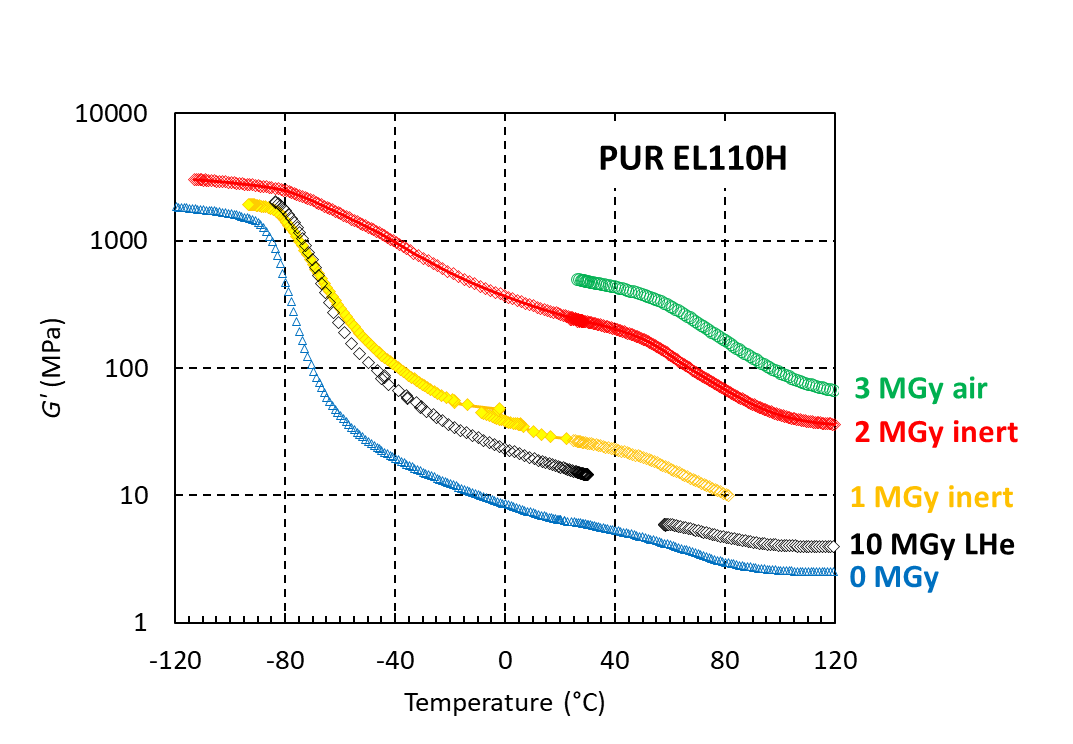 10000
PUR EL110H
1000
100
10
1
G' (MPa)
3 MGy air
2 MGy inert
1 MGy inert
10 MGy LHe
0 MGy
-120 -80 -40 0 40 80 120
Temperature (°C)